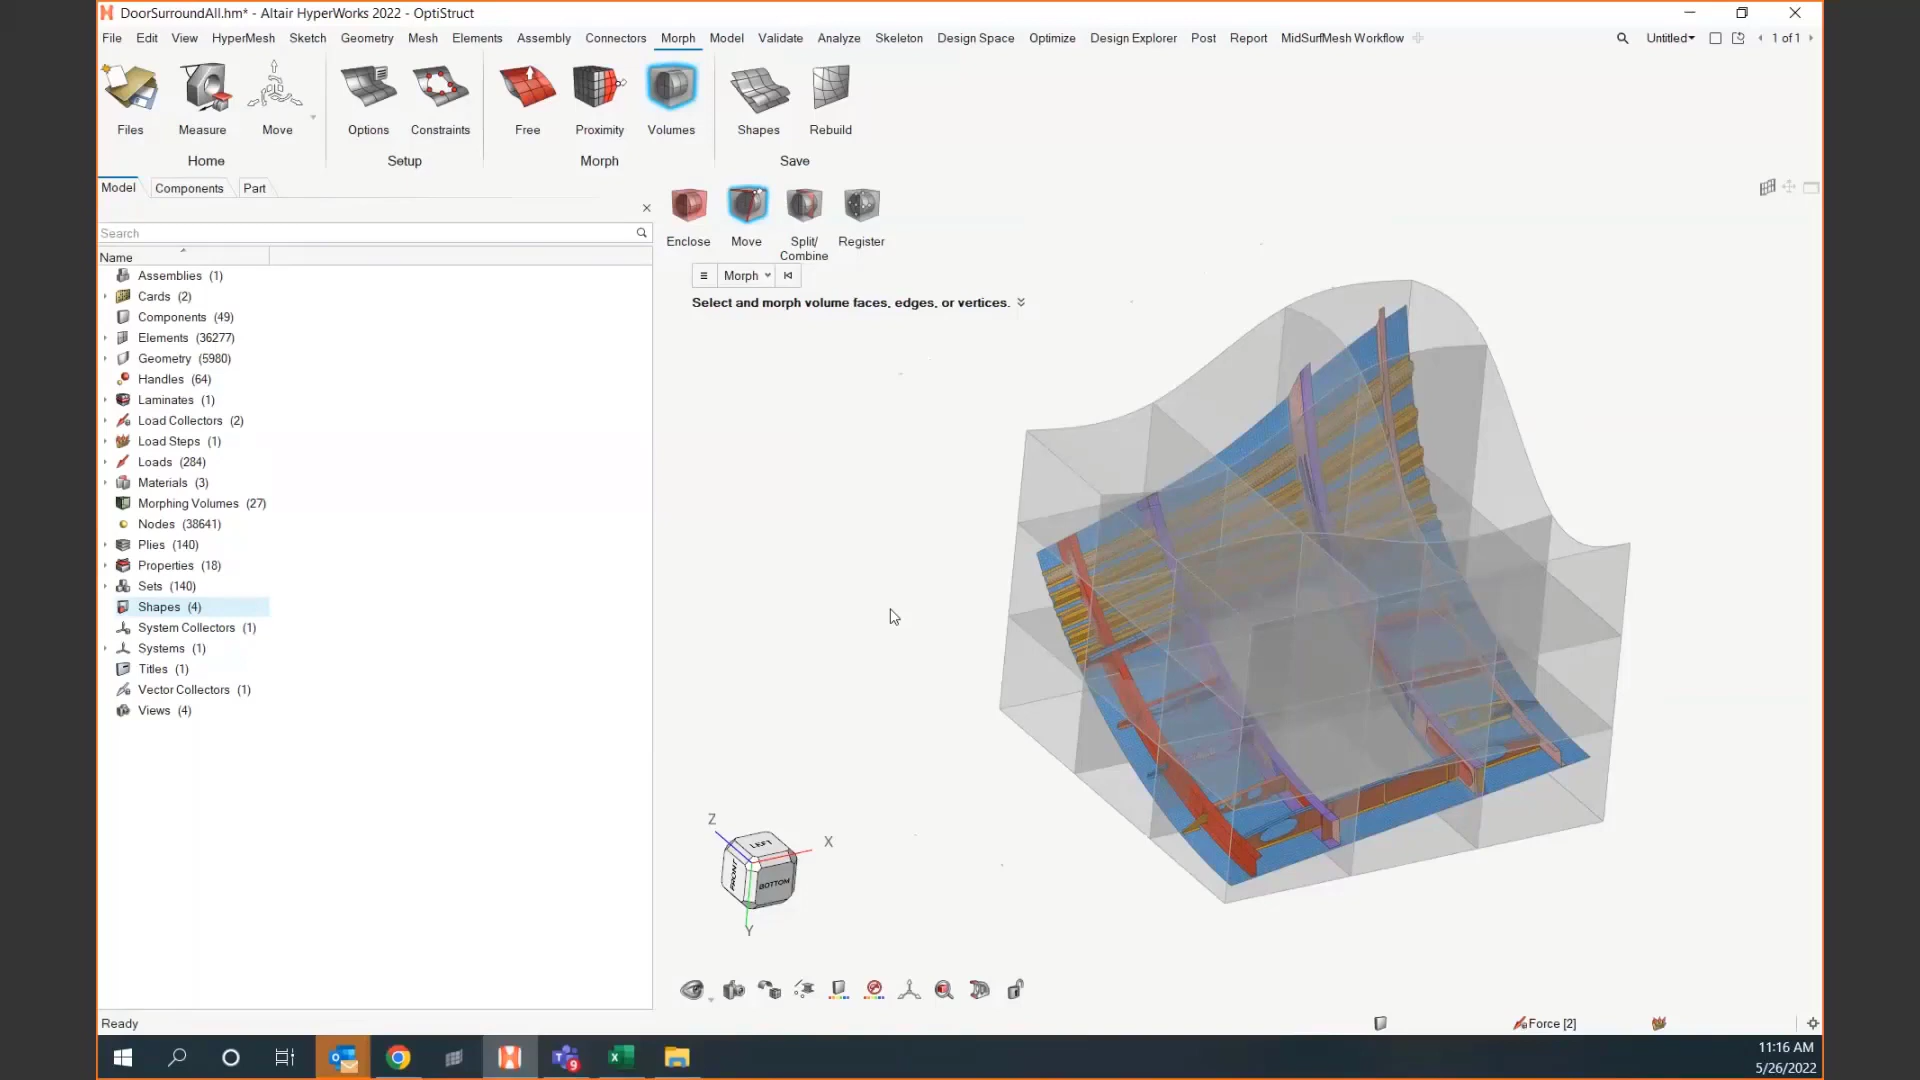 DoorSurroundAll.hm* - Altair HyperWorks 2022 - OptiStruct
File Edit View HyperMesh Sketch Geometry Mesh Elements Assembly Connectors Morph Model Validate Analyze Skeleton Design Space Optimize Design Explorer Post Report MidSurfMesh Workflow Untitled 1 of 1
Files Measure Move Options Constraints Free Proximity Volumes Shapes Rebuild
Home Setup Morph Save
Model Components Part
Search
Name
Assemblies (1)
Cards (2)
Components (49)
Elements (36277)
Geometry (5980)
Handles (64)
Laminates (1)
Load Collectors (2)
Load Steps (1)
Loads (284)
Materials (3)
Morphing Volumes (27)
Nodes (38641)
Plies (140)
Properties (18)
Sets (140)
Shapes (4)
System Collectors (1)
Systems (1)
Titles (1)
Vector Collectors (1)
Views (4)
Enclose Move Split/ Register
Combine
Morph
Select and morph volume faces, edges, or vertices.
Z
X
LEFT
FRONT
BOTTOM
Y
Ready
Force [2]
9
11:16 AM
5/26/2022